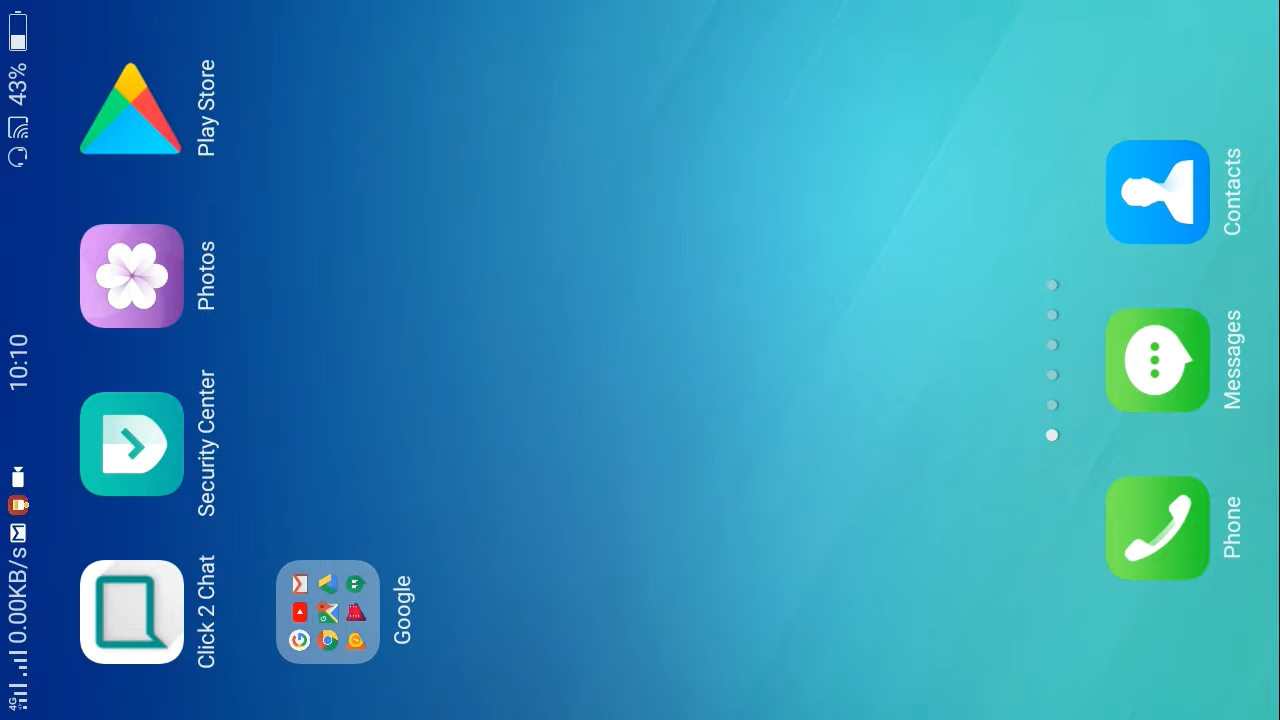 4G 0.00KB/s 10:10 43%
Click 2 Chat
Security Center
Photos
Play Store
Google
Phone
Messages
Contacts